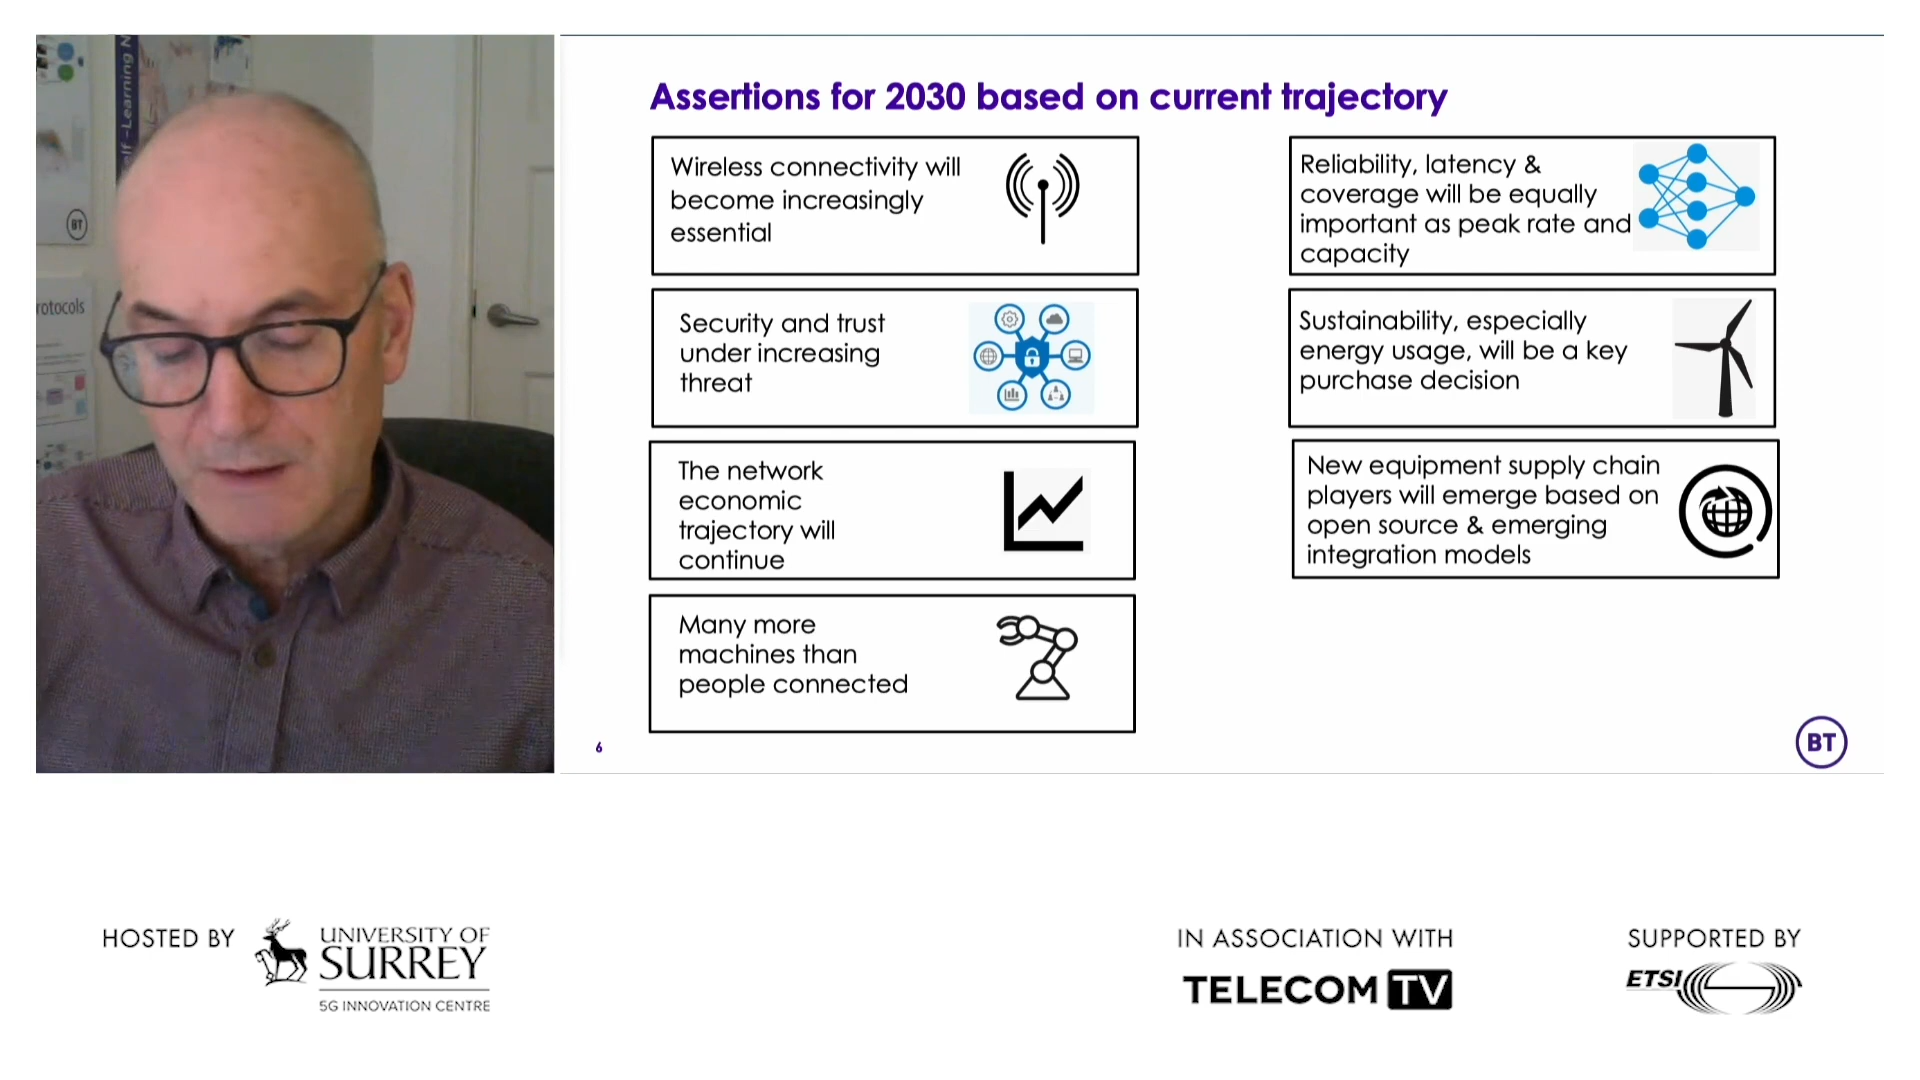 elf-Learning N
BT
rotocols
Assertions for 2030 based on current trajectory
Wireless connectivity will
become increasingly
essential
Reliability, latency &
coverage will be equally
important as peak rate and
capacity
Security and trust
under increasing
threat
Sustainability, especially
energy usage, will be a key
purchase decision
The network
economic
trajectory will
continue
New equipment supply chain
players will emerge based on
open source & emerging
integration models
Many more
machines than
people connected
6
BT
HOSTED BY
UNIVERSITY OF
SURREY
5G INNOVATION CENTRE
IN ASSOCIATION WITH
TELECOM TV
SUPPORTED BY
ETSI